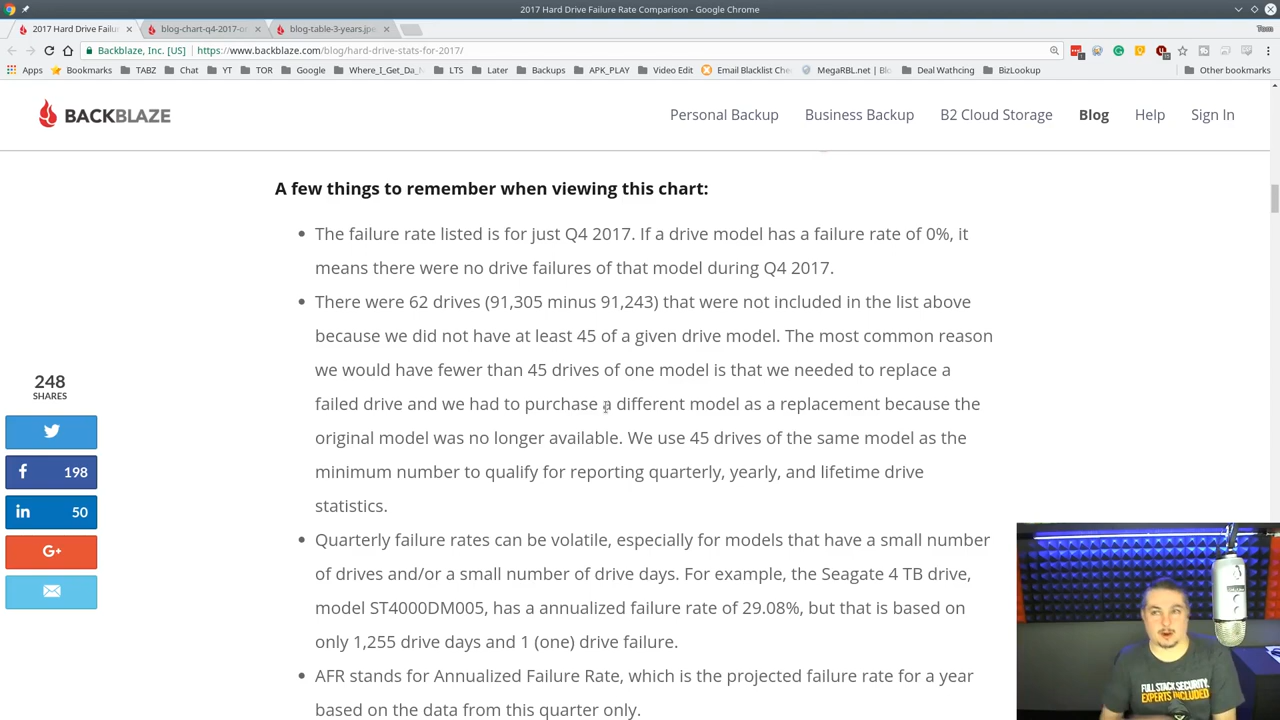 2017 Hard Drive Failure Rate Comparison - Google Chrome
2017 Hard Drive Failu
blog-chart-q4-2017-o
blog-table-3-years.jpe
Tom
Backblaze, Inc. [US]
https://www.backblaze.com/blog/hard-drive-stats-for-2017/
Apps
Bookmarks
TABZ
Chat
YT
TOR
Google
Where_I_Get_Da_
LTS
Later
Backups
APK_PLAY
Video Edit
Email Blacklist Che
MegaRBL.net | Blo
Deal Wathcing
BizLookup
Other bookmarks
BACKBLAZE
Personal Backup
Business Backup
B2 Cloud Storage
Blog
Help
Sign In
A few things to remember when viewing this chart:
The failure rate listed is for just Q4 2017. If a drive model has a failure rate of 0%, it
means there were no drive failures of that model during Q4 2017.
There were 62 drives (91,305 minus 91,243) that were not included in the list above
because we did not have at least 45 of a given drive model. The most common reason
we would have fewer than 45 drives of one model is that we needed to replace a
failed drive and we had to purchase a different model as a replacement because the
original model was no longer available. We use 45 drives of the same model as the
minimum number to qualify for reporting quarterly, yearly, and lifetime drive
statistics.
Quarterly failure rates can be volatile, especially for models that have a small number
of drives and/or a small number of drive days. For example, the Seagate 4 TB drive,
model ST4000DM005, has a annualized failure rate of 29.08%, but that is based on
only 1,255 drive days and 1 (one) drive failure.
AFR stands for Annualized Failure Rate, which is the projected failure rate for a year
based on the data from this quarter only.
248
SHARES
198
50
G+
FULL STACK SECURITY.
EXPERTS INCLUDED